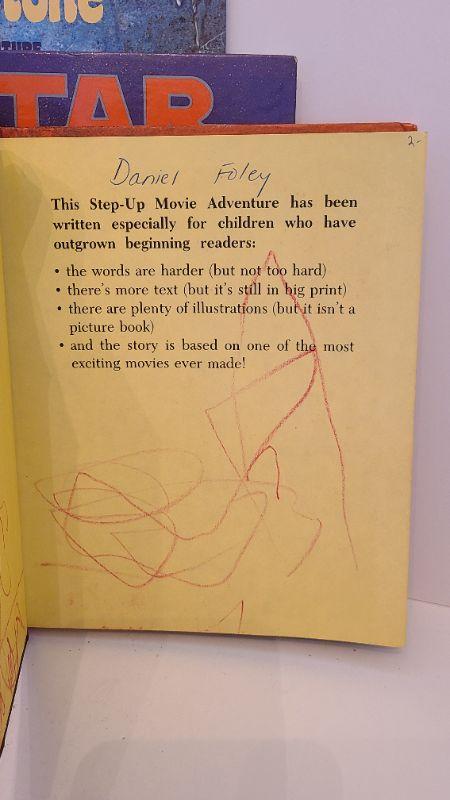 tone
TURE
TAR
2-
Daniel Foley
This Step-Up Movie Adventure has been
written especially for children who have
outgrown beginning readers:
• the words are harder (but not too hard)
• there's more text (but it's still in big print)
• there are plenty of illustrations (but it isn't a
picture book)
• and the story is based on one of the most
exciting movies ever made!